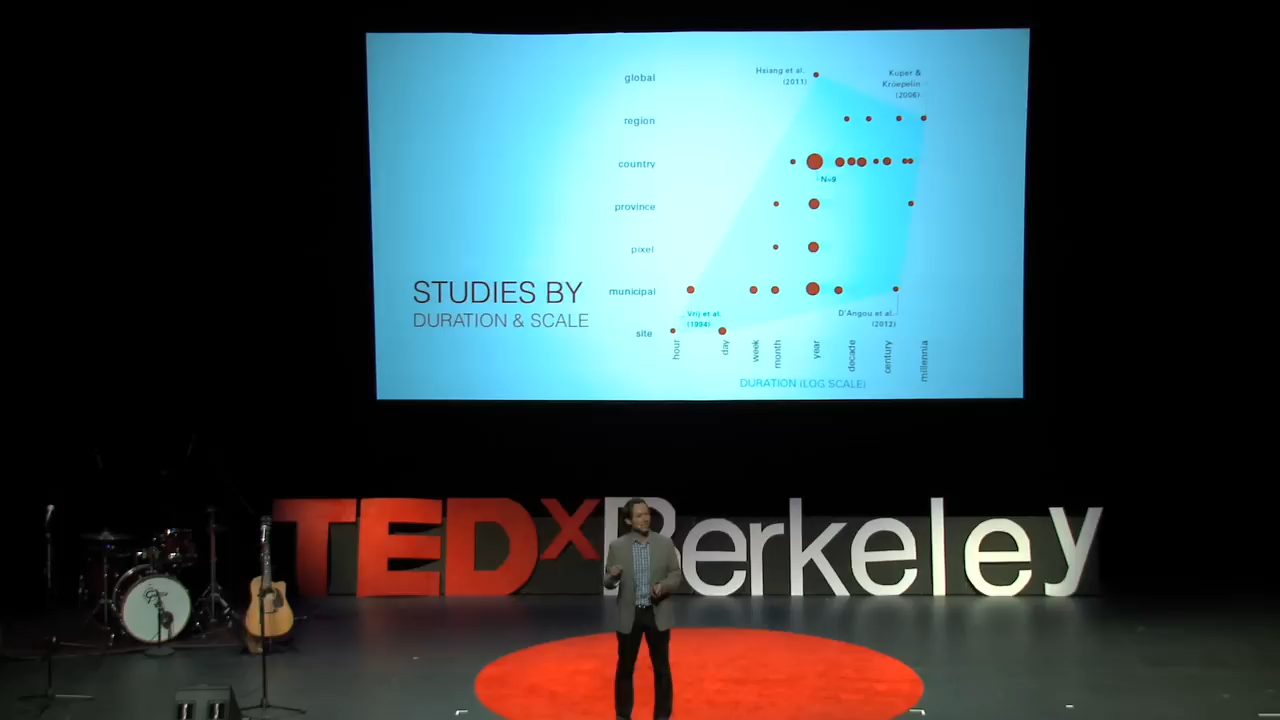 Hsiang et al.
(2011)
Kuper &
Kroepelin
(2006)
global
region
country
N=9
province
pixel
municipal
site
Vrij et al.
(1994)
D'Angou et al.
(2012)
STUDIES BY
DURATION & SCALE
hour
day
week
month
year
decade
century
millennia
DURATION (LOG SCALE)
TEDxBerkeley